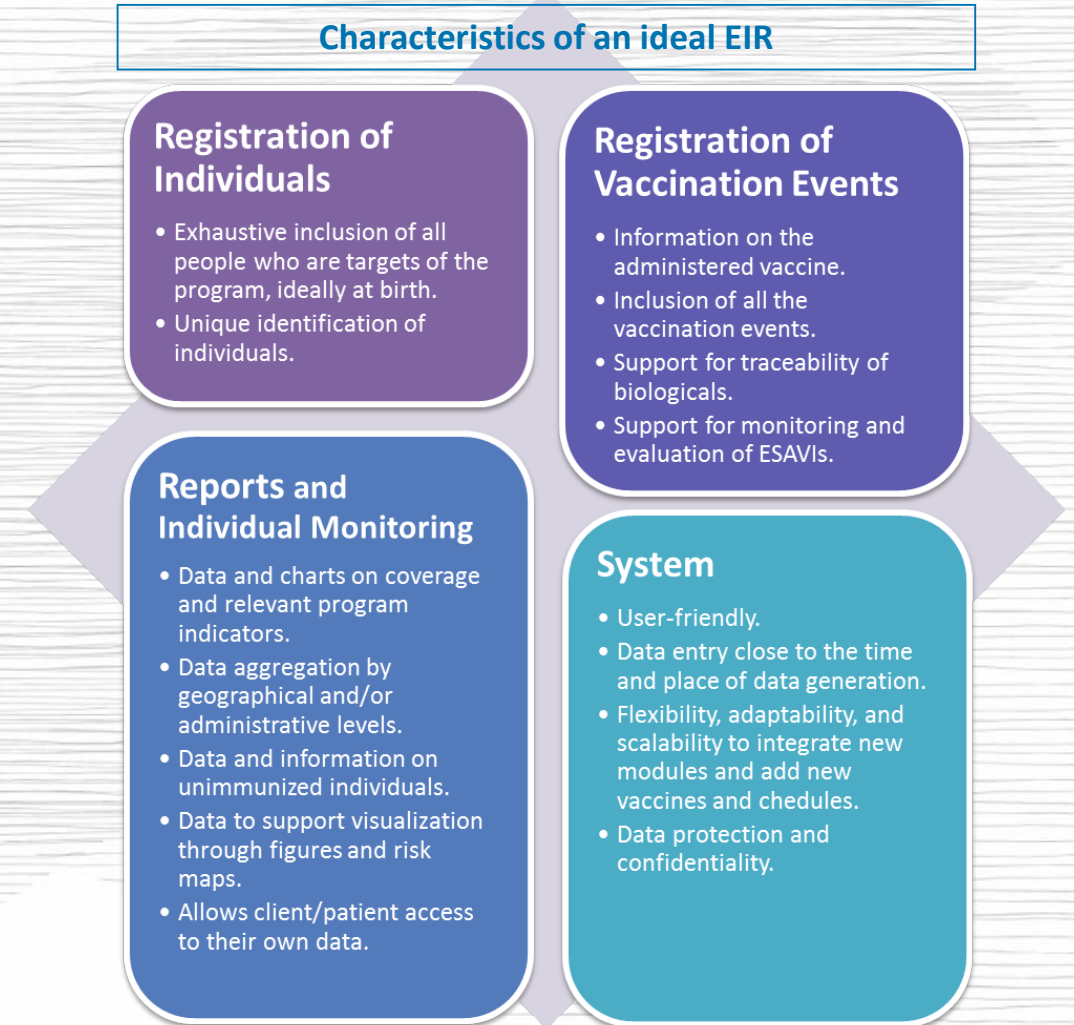 Characteristics of an ideal EIR
Registration of
Individuals
• Exhaustive inclusion of all
people who are targets of the
program, ideally at birth.
• Unique identification of
individuals.
Registration of
Vaccination Events
• Information on the
administered vaccine.
• Inclusion of all the
vaccination events.
• Support for traceability of
biologicals.
• Support for monitoring and
evaluation of ESAVIs.
Reports and
Individual Monitoring
• Data and charts on coverage
and relevant program
indicators.
• Data aggregation by
geographical and/or
administrative levels.
• Data and information on
unimmunized individuals.
• Data to support visualization
through figures and risk
maps.
• Allows client/patient access
to their own data.
System
• User-friendly.
• Data entry close to the time
and place of data generation.
• Flexibility, adaptability, and
scalability to integrate new
modules and add new
vaccines and chedules.
• Data protection and
confidentiality.